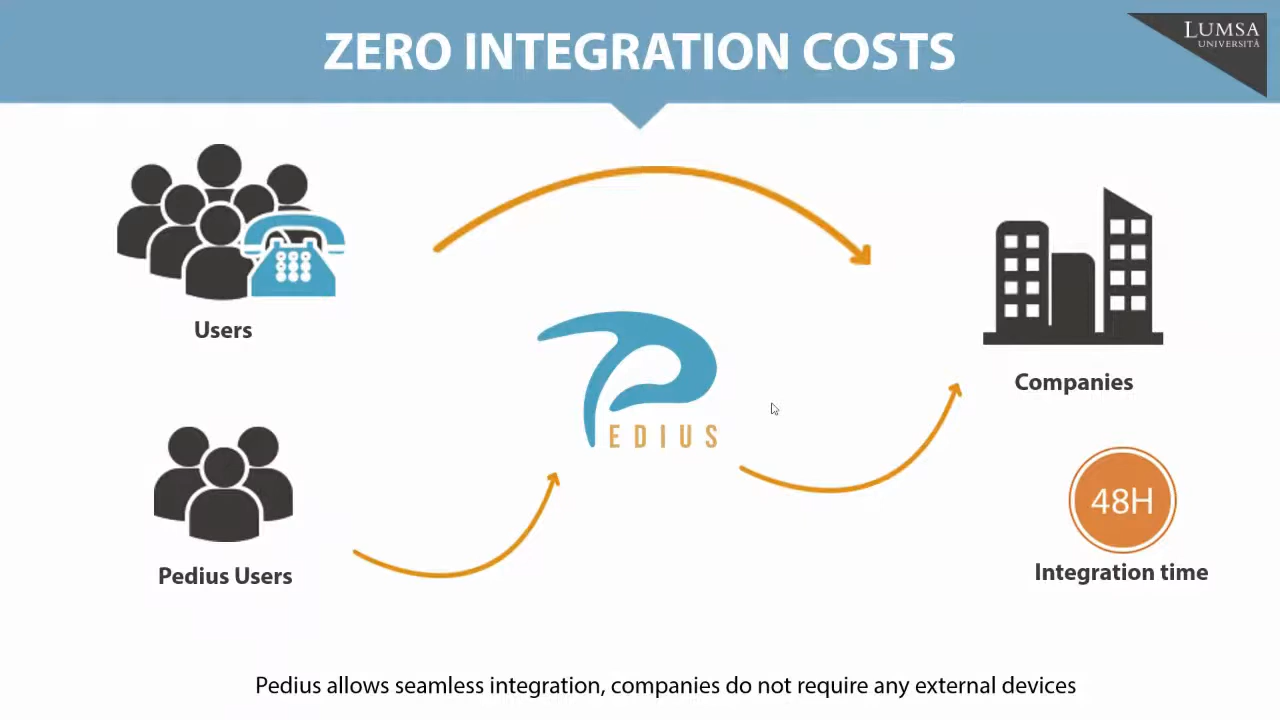 ZERO INTEGRATION COSTS
LUMSA
UNIVERSITÀ
Users
Companies
PEDIUS
48H
Pedius Users
Integration time
Pedius allows seamless integration, companies do not require any external devices